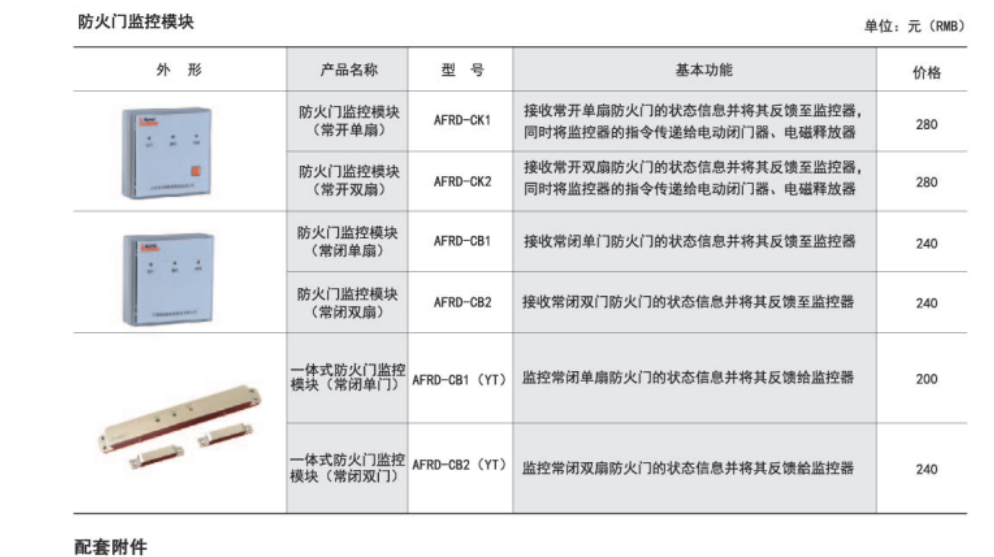 防火门监控模块
单位：元（RMB）
外 形 产品名称 型 号 基本功能 价格
防火门监控模块
（常开单扇）
AFRD-CK1
接收常开单扇防火门的状态信息并将其反馈至监控器，
同时将监控器的指令传递给电动闭门器、电磁释放器
280
防火门监控模块
（常开双扇）
AFRD-CK2
接收常开双扇防火门的状态信息并将其反馈至监控器，
同时将监控器的指令传递给电动闭门器、电磁释放器
280
防火门监控模块
（常闭单扇）
AFRD-CB1
接收常闭单门防火门的状态信息并将其反馈至监控器
240
防火门监控模块
（常闭双扇）
AFRD-CB2
接收常闭双门防火门的状态信息并将其反馈至监控器
240
一体式防火门监控
模块（常闭单门）
AFRD-CB1（YT）
监控常闭单扇防火门的状态信息并将其反馈给监控器
200
一体式防火门监控
模块（常闭双门）
AFRD-CB2（YT）
监控常闭双扇防火门的状态信息并将其反馈给监控器
240
配套附件